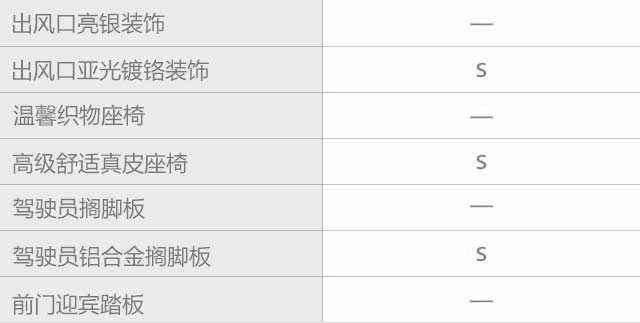 出风口亮银装饰 —
出风口亚光镀铬装饰 S
温馨织物座椅 —
高级舒适真皮座椅 S
驾驶员搁脚板 —
驾驶员铝合金搁脚板 S
前门迎宾踏板 —